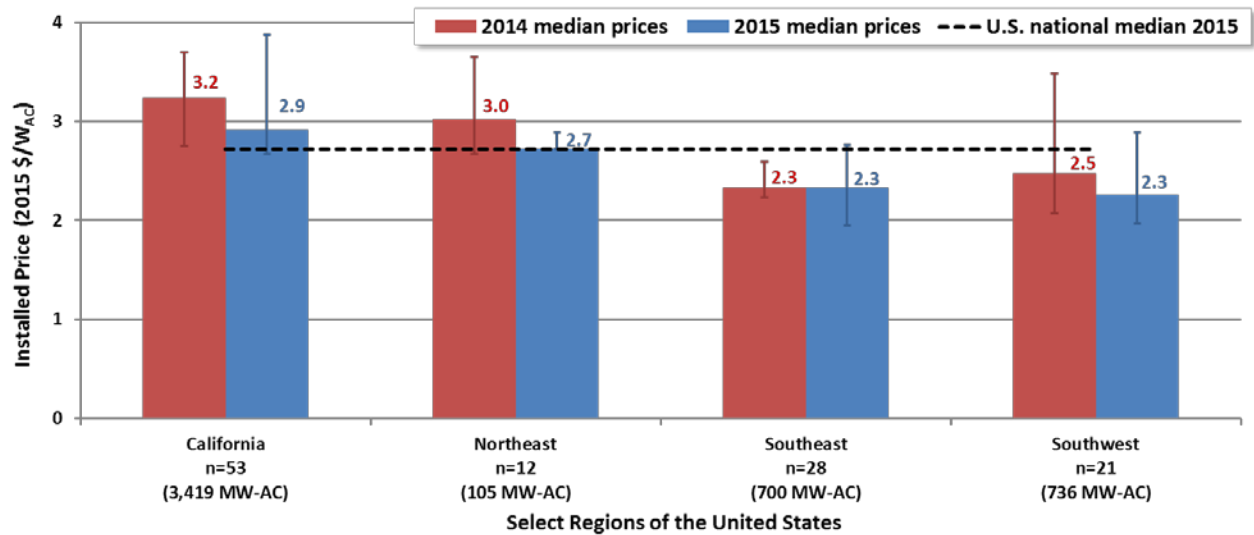 2014 median prices 2015 median prices U.S. national median 2015
Installed Price (2015 $/W_AC)
4
3
2
1
0
3.2
2.9
3.0
2.7
2.3
2.3
2.5
2.3
California
n=53
(3,419 MW-AC)
Northeast
n=12
(105 MW-AC)
Southeast
n=28
(700 MW-AC)
Southwest
n=21
(736 MW-AC)
Select Regions of the United States